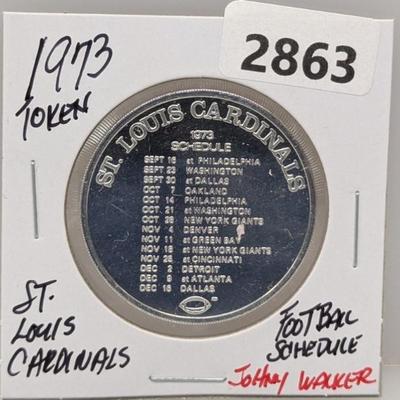 2863
1973
TOKEN
ST. LOUIS CARDINALS
1973
SCHEDULE
SEPT 16 at PHILADELPHIA
SEPT 23 WASHINGTON
SEPT 30 at DALLAS
OCT 7 OAKLAND
OCT 14 PHILADELPHIA
OCT 21 at WASHINGTON
OCT 28 NEW YORK GIANTS
NOV 4 DENVER
NOV 11 at GREEN BAY
NOV 18 at NEW YORK GIANTS
NOV 25 at CINCINNATI
DEC 2 DETROIT
DEC 9 at ATLANTA
DEC 16 DALLAS
ST.
LOUIS
CARDINALS
FOOTBALL
SCHEDULE
JOHNY WALKER